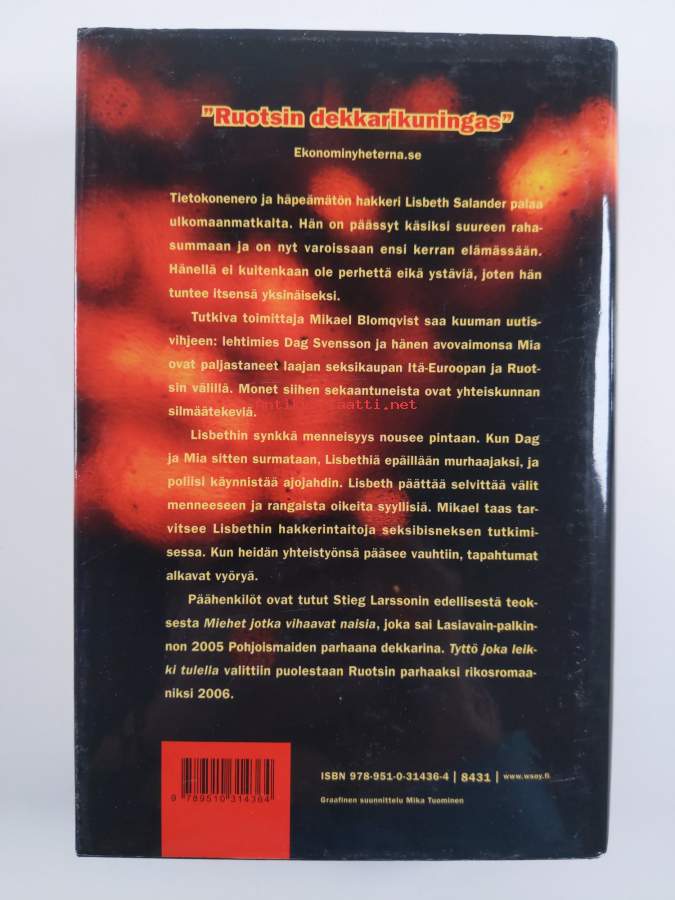 "Ruotsin dekkarikuningas"
Ekonominyheterna.se
Tietokonenero ja häpeämätön hakkeri Lisbeth Salander palaa
ulkomaanmatkalta. Hän on päässyt käsiksi suureen raha-
summaan ja on nyt varoissaan ensi kerran elämässään.
Hänellä ei kuitenkaan ole perhettä eikä ystäviä, joten hän
tuntee itsensä yksinäiseksi.
Tutkiva toimittaja Mikael Blomqvist saa kuuman uutis-
vihjeen: lehtimies Dag Svensson ja hänen avovaimonsa Mia
ovat paljastaneet laajan seksikaupan Itä-Euroopan ja Ruot-
sin välillä. Monet siihen sekaantuneista ovat yhteiskunnan
silmäätekeviä.
Lisbethin synkkä menneisyys nousee pintaan. Kun Dag
ja Mia sitten surmataan, Lisbethiä epäillään murhaajaksi, ja
poliisi käynnistää ajojahdin. Lisbeth päättää selvittää välit
menneeseen ja rangaista oikeita syyllisiä. Mikael taas tar-
vitsee Lisbethin hakkerintaitoja seksibisneksen tutkimi-
sessa. Kun heidän yhteistyönsä pääsee vauhtiin, tapahtumat
alkavat vyöryä.
Päähenkilöt ovat tutut Stieg Larssonin edellisestä teok-
sesta Miehet jotka vihaavat naisia, joka sai Lasiavain-palkin-
non 2005 Pohjoismaiden parhaana dekkarina. Tyttö joka leik-
ki tulella valittiin puolestaan Ruotsin parhaaksi rikosromaa-
niksi 2006.
ISBN 978-951-0-31436-4 | 8431 | www.wsoy.fi
Graafinen suunnittelu Mika Tuominen
9 789510 314364